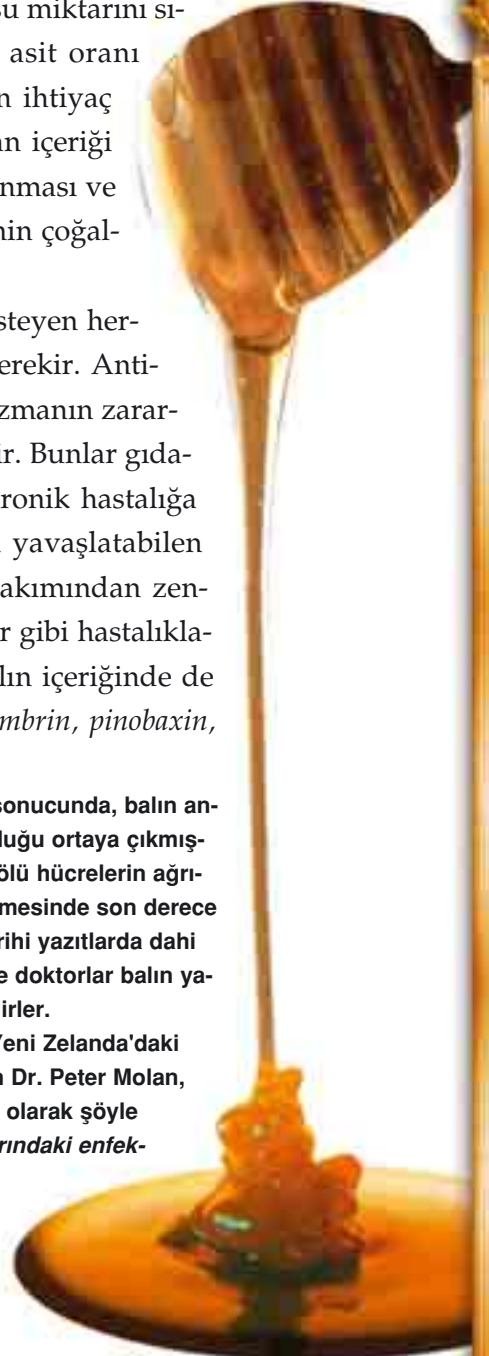 su miktarını sı-
asit oranı
n ihtiyaç
ın içeriği
nması ve
nin çoğal-
steyen her-
erekir. Anti-
zmanın zarar-
ir. Bunlar gıda-
ronik hastalığa
yavaşlatabilen
akımından zen-
r gibi hastalıkla-
lın içeriğinde de
mbrin, pinobaxin,
sonucunda, balın an-
duğu ortaya çıkmış-
ölü hücrelerin ağrı-
mesinde son derece
rihi yazıtlarda dahi
e doktorlar balın ya-
irler.
Yeni Zelanda'daki
n Dr. Peter Molan,
olarak şöyle
rındaki enfek-